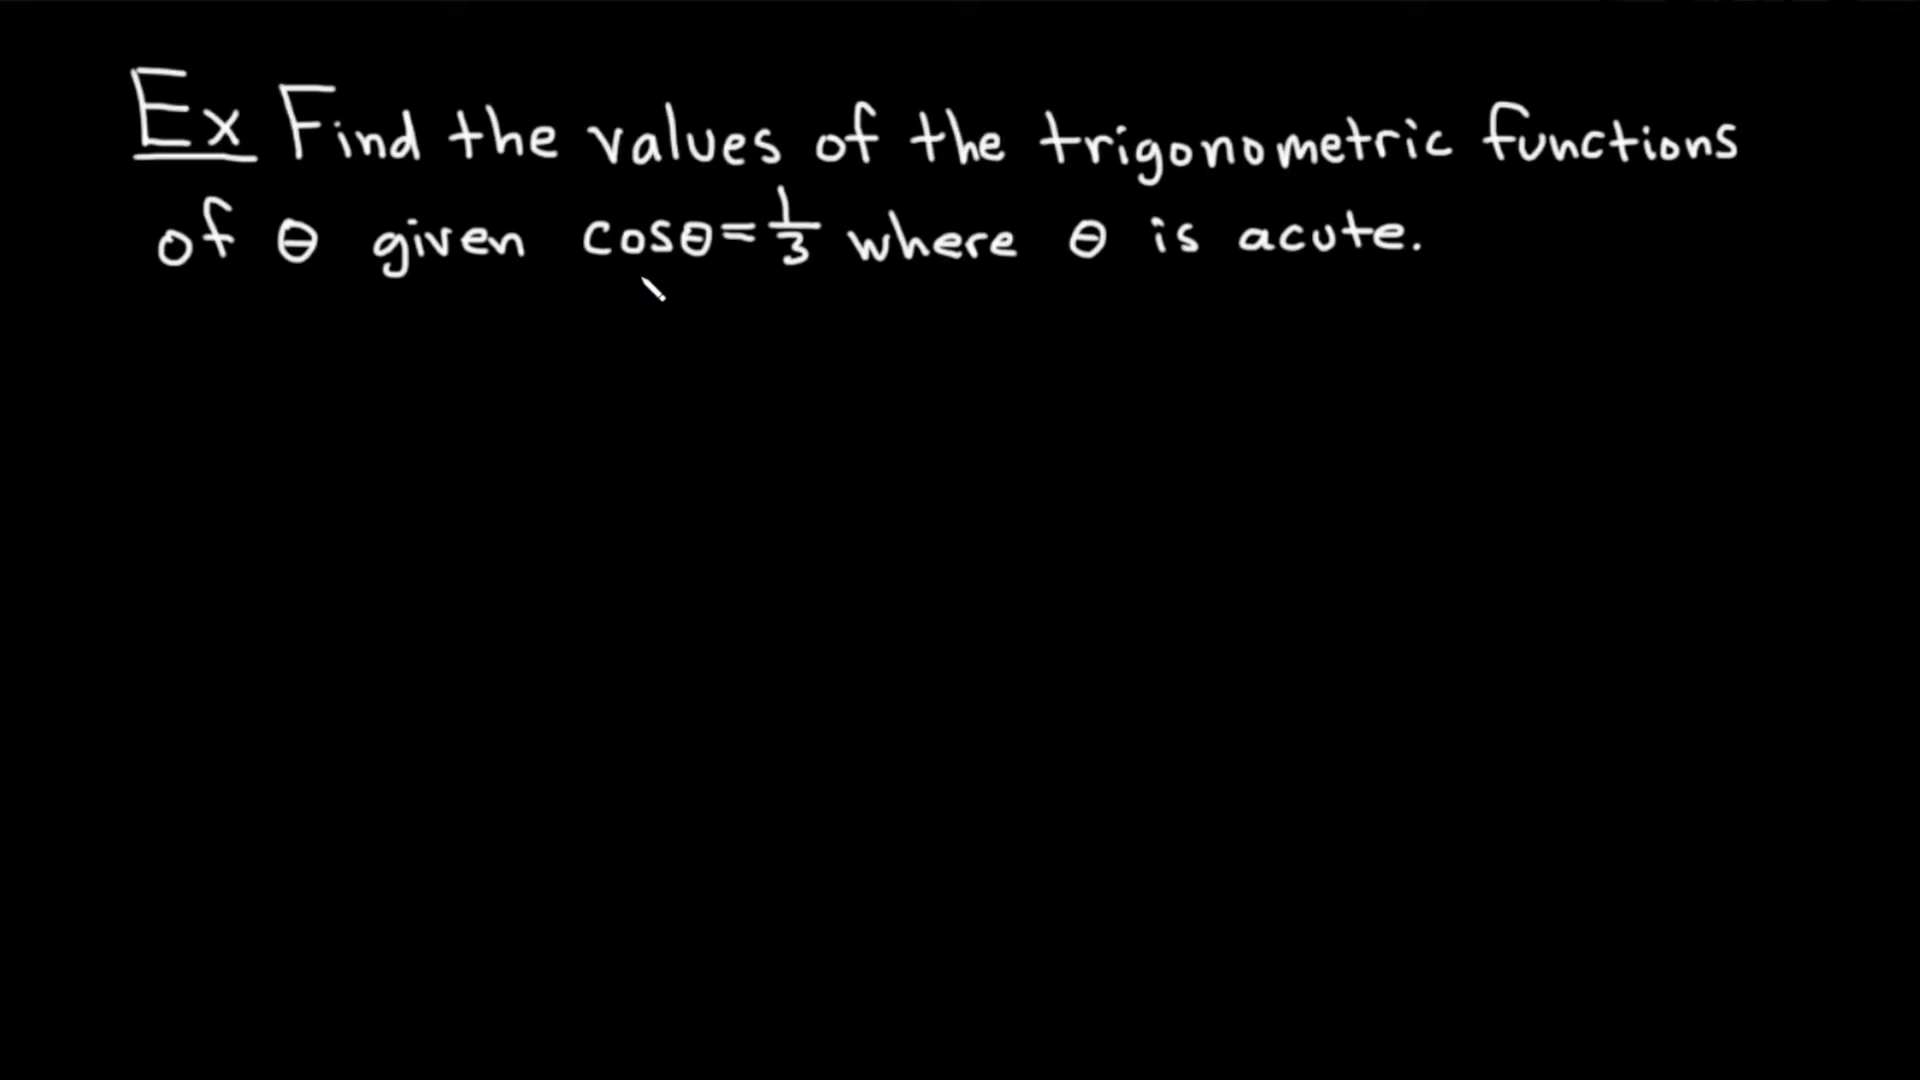 Ex Find the values of the trigonometric functions
of θ given cosθ=1/3 where θ is acute.